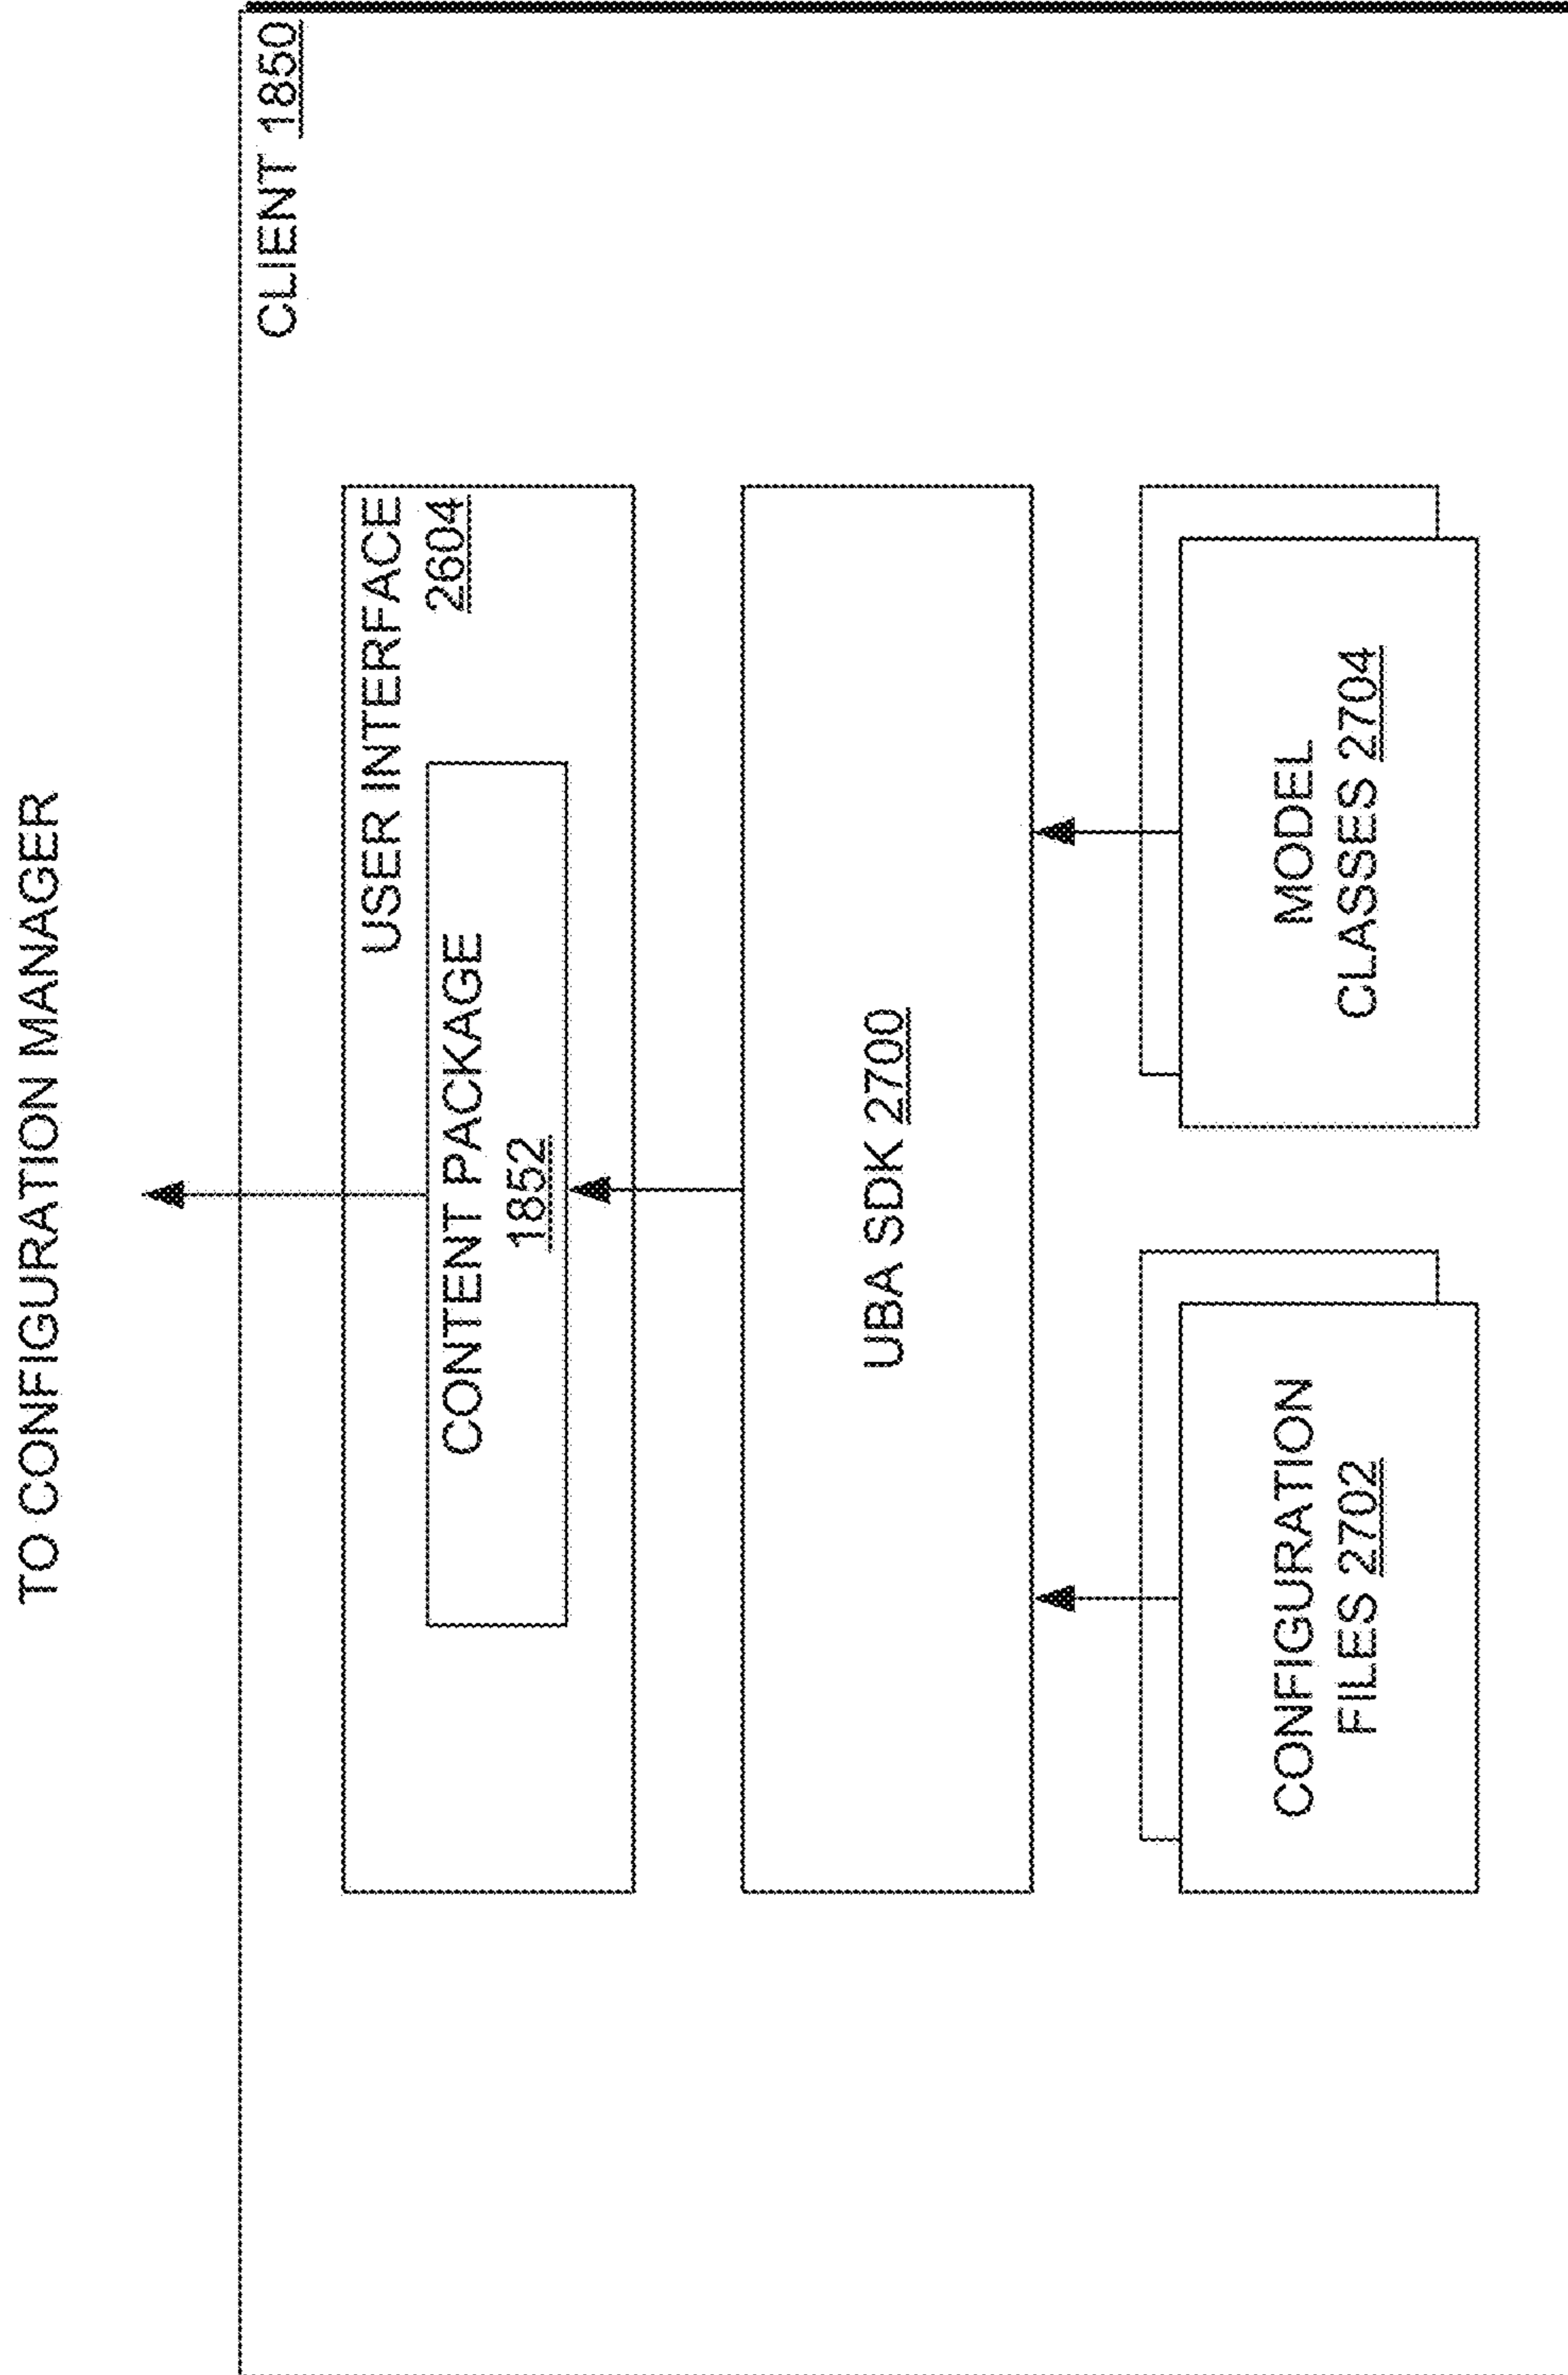 TO CONFIGURATION MANAGER
CLIENT 1850
USER INTERFACE
2604
CONTENT PACKAGE
1852
UBA SDK 2700
CONFIGURATION
FILES 2702
MODEL
CLASSES 2704